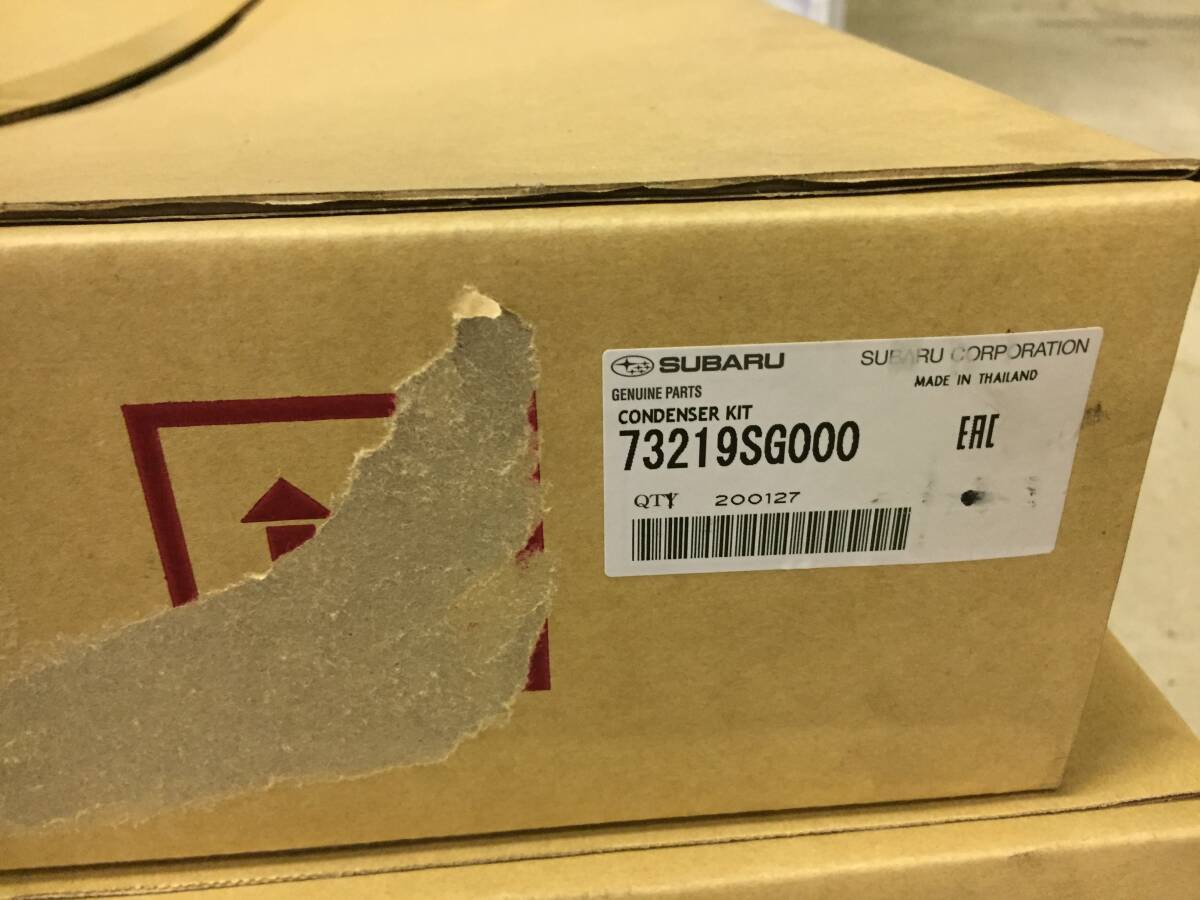 SUBARU
SUBARU CORPORATION
GENUINE PARTS
MADE IN THAILAND
CONDENSER KIT
73219SG000
EAC
QTY 200127